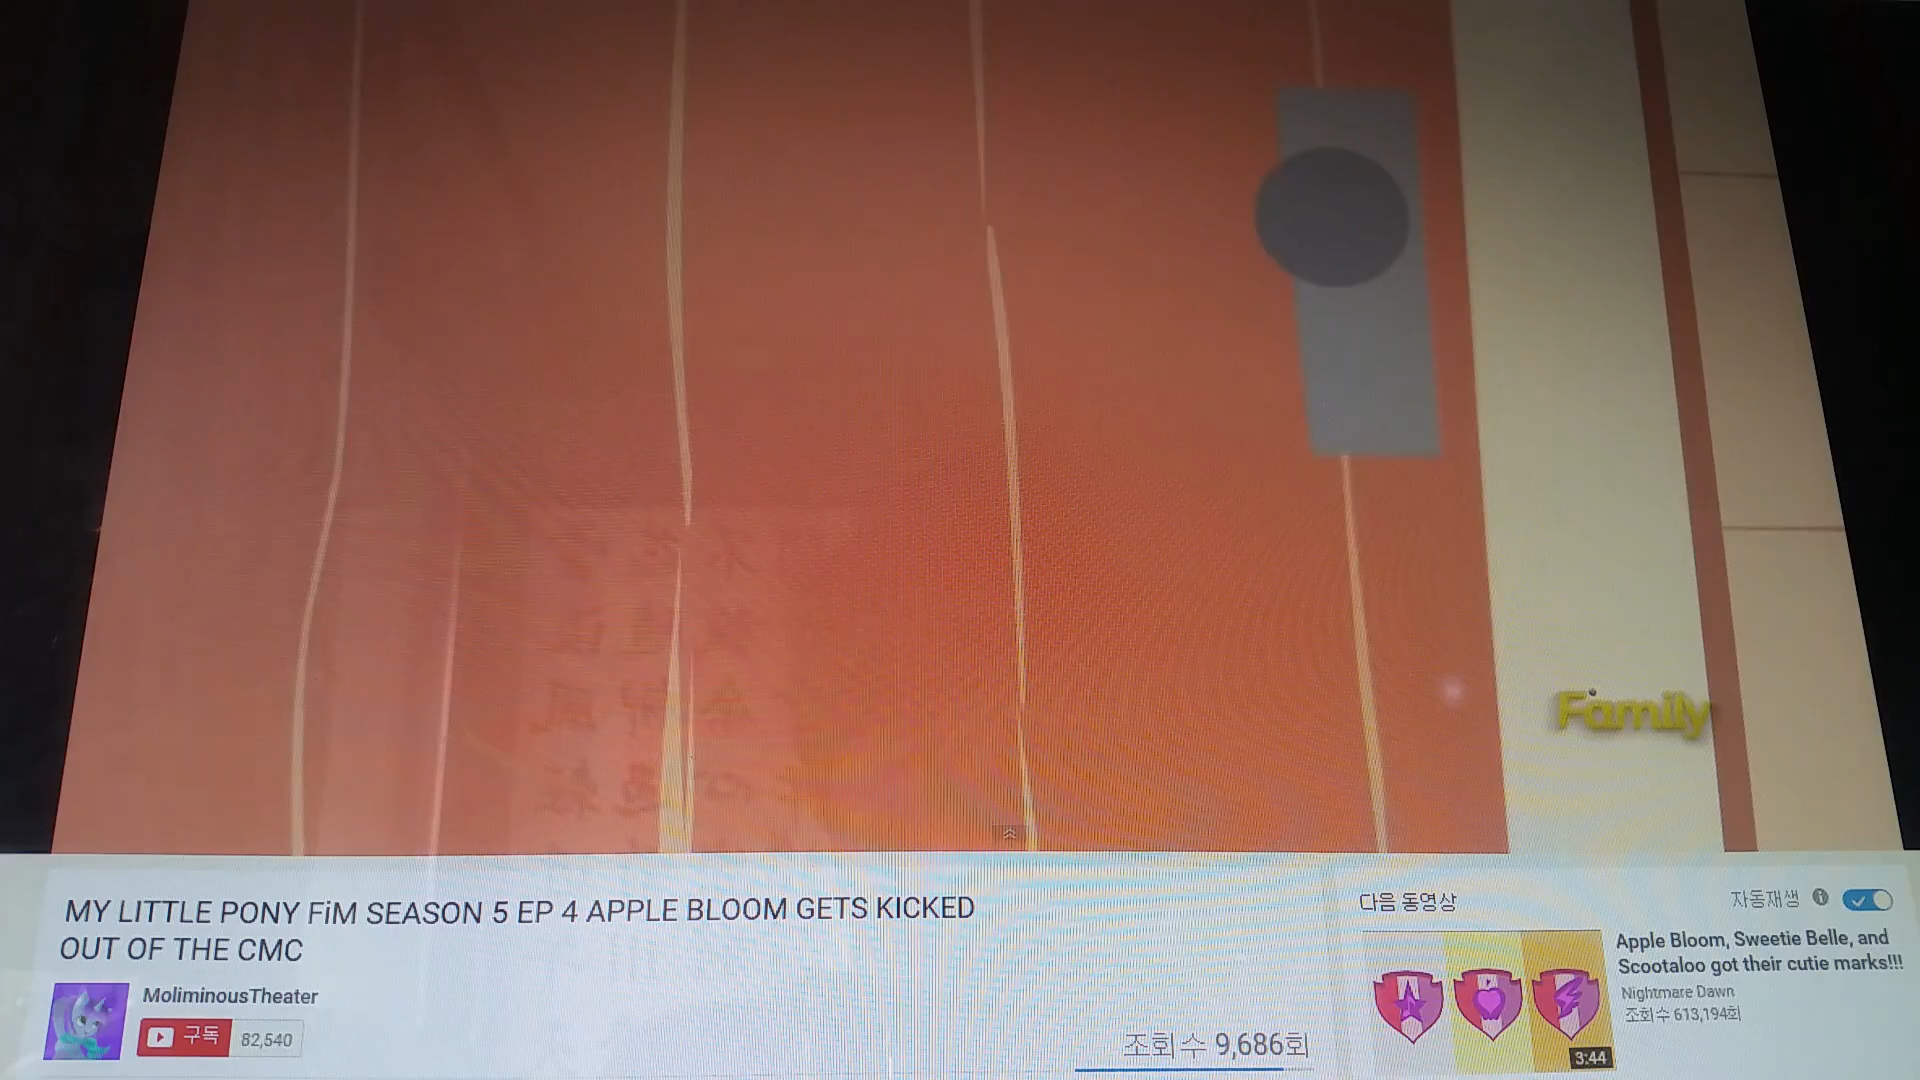 Family
MY LITTLE PONY FiM SEASON 5 EP 4 APPLE BLOOM GETS KICKED
OUT OF THE CMC
MoliminousTheater
구독 82,540
조회수 9,686회
다음 동영상
자동재생
Apple Bloom, Sweetie Belle, and
Scootaloo got their cutie marks!!!
Nightmare Dawn
조회수 613,194회
3:44